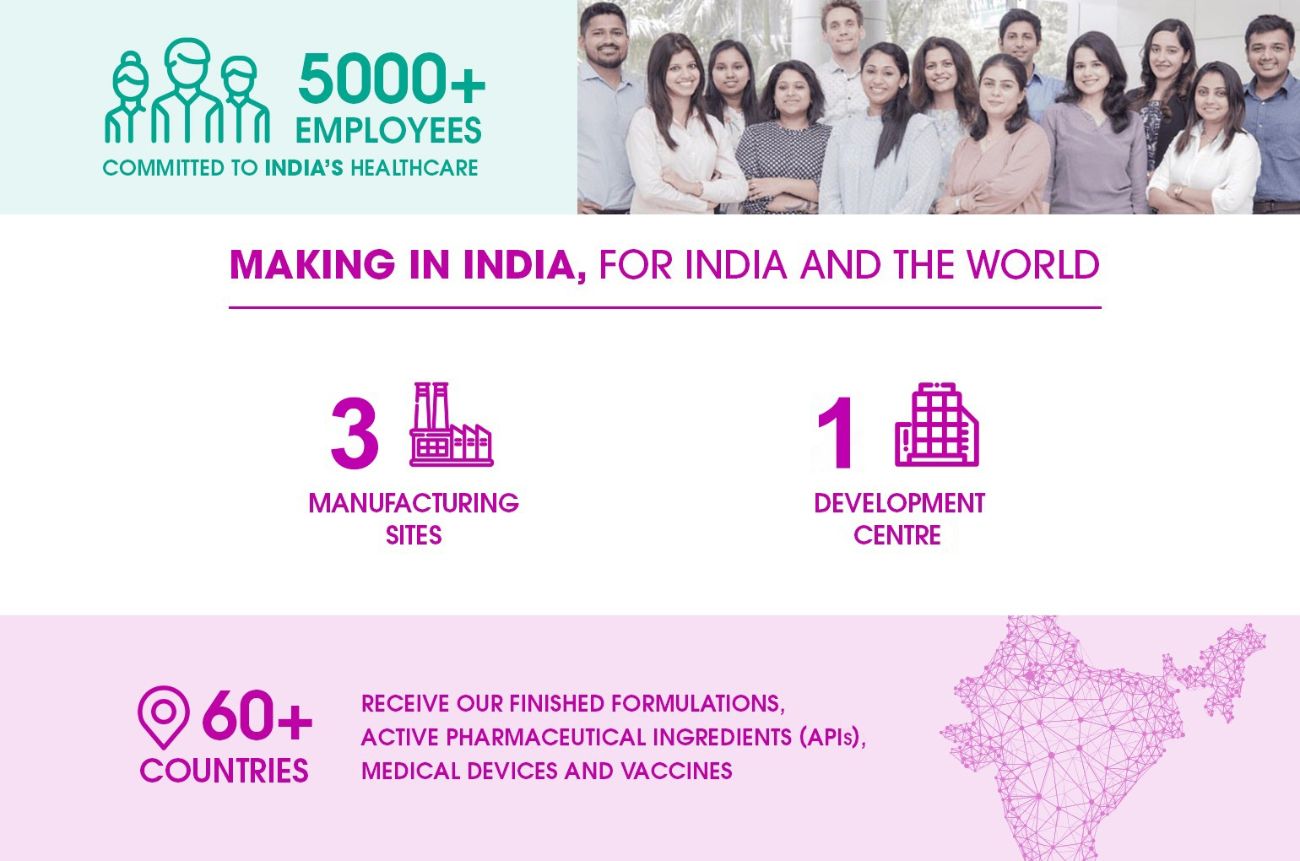 5000+
EMPLOYEES
COMMITTED TO INDIA'S HEALTHCARE
MAKING IN INDIA, FOR INDIA AND THE WORLD
3
MANUFACTURING
SITES
1
DEVELOPMENT
CENTRE
60+
COUNTRIES
RECEIVE OUR FINISHED FORMULATIONS,
ACTIVE PHARMACEUTICAL INGREDIENTS (APIs),
MEDICAL DEVICES AND VACCINES